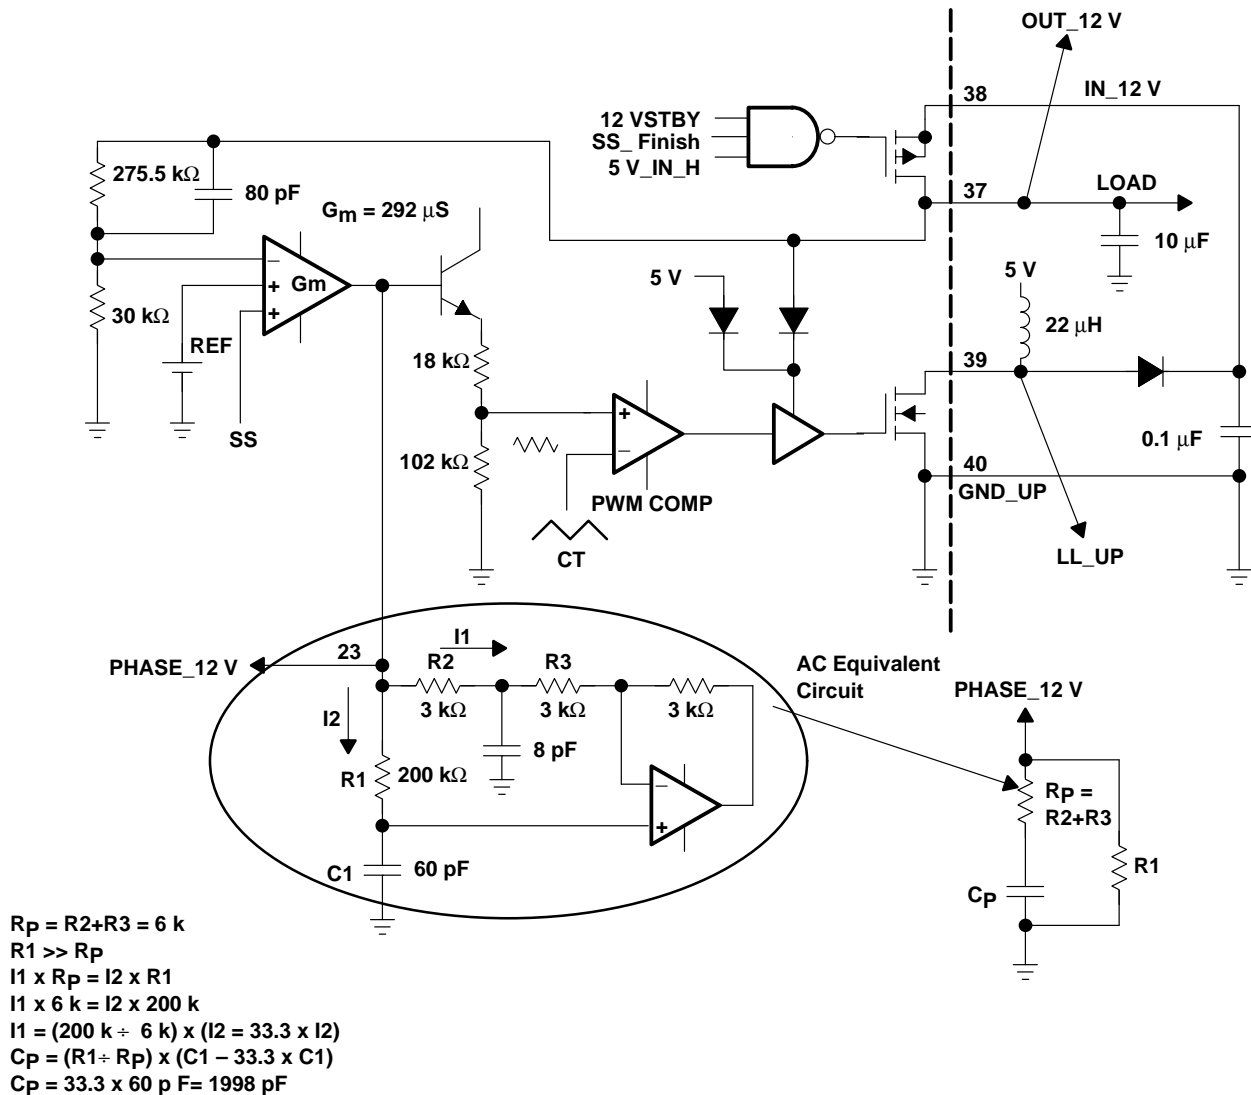 OUT_12 V
38
IN_12 V
12 VSTBY
SS_ Finish
5 V_IN_H
275.5 kΩ
80 pF
Gm = 292 μS
37
LOAD
10 μF
–
+
+
Gm
5 V
5 V
22 μH
30 kΩ
REF
SS
18 kΩ
39
+
–
102 kΩ
0.1 μF
PWM COMP
40
GND_UP
CT
LL_UP
PHASE_12 V
23
I1
R2
R3
AC Equivalent
Circuit
PHASE_12 V
I2
3 kΩ
3 kΩ
3 kΩ
8 pF
R1
200 kΩ
–
+
RP =
R2+R3
R1
C1
60 pF
CP
RP = R2+R3 = 6 k
R1 >> RP
I1 x RP = I2 x R1
I1 x 6 k = I2 x 200 k
I1 = (200 k ÷ 6 k) x (I2 = 33.3 x I2)
CP = (R1÷ RP) x (C1 – 33.3 x C1)
CP = 33.3 x 60 p F= 1998 pF